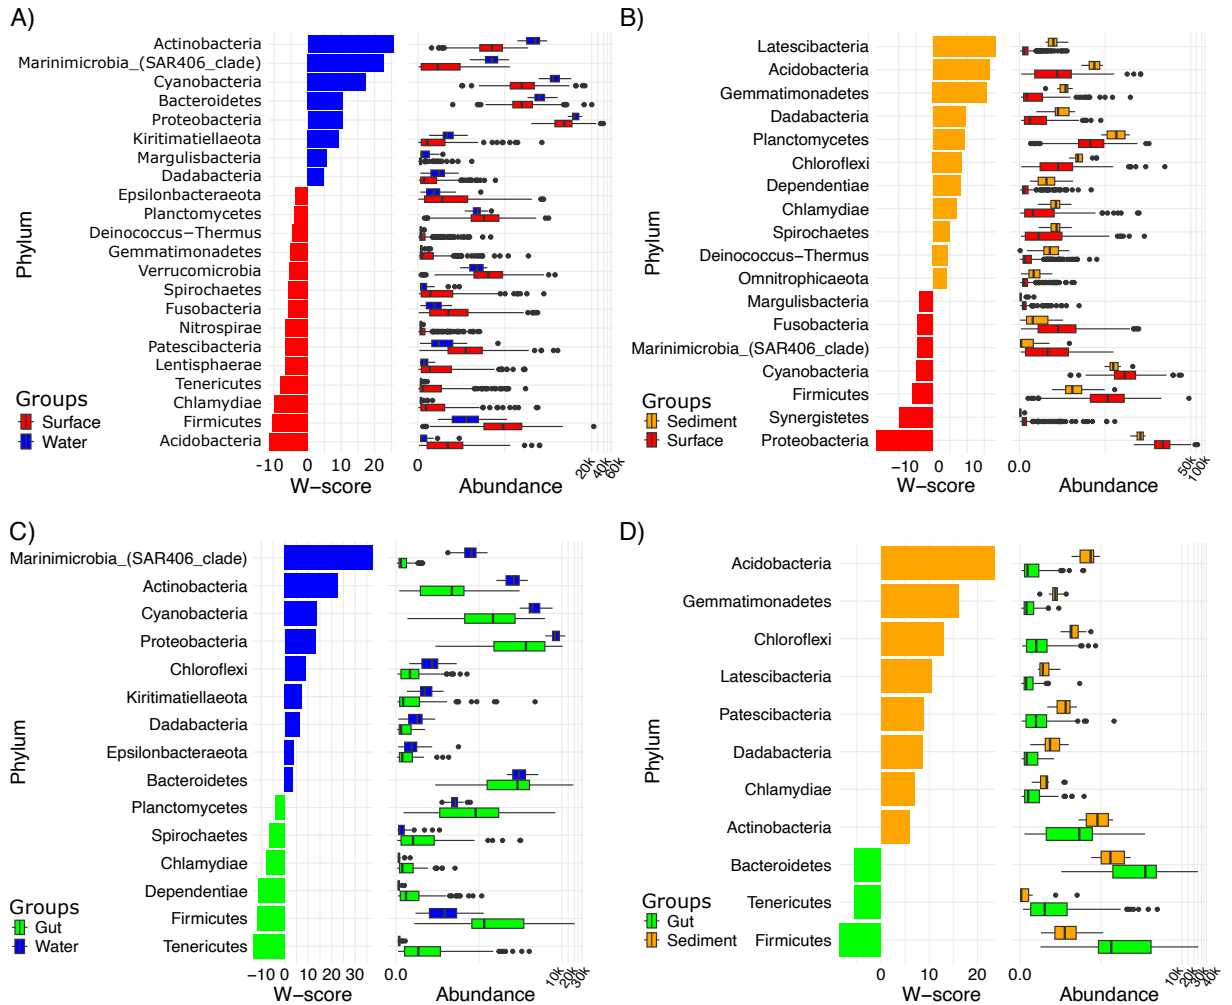 A)
Phylum
Actinobacteria
Marinimicrobia_(SAR406_clade)
Cyanobacteria
Bacteroidetes
Proteobacteria
Kiritimatiellaeota
Margulisbacteria
Dadabacteria
Epsilonbacteraeota
Planctomycetes
Deinococcus−Thermus
Gemmatimonadetes
Verrucomicrobia
Spirochaetes
Fusobacteria
Nitrospirae
Patescibacteria
Lentisphaerae
Tenericutes
Chlamydiae
Firmicutes
Acidobacteria
Groups
Surface
Water
-10 0 10 20
W−score
0 20k 40k 60k
Abundance
B)
Phylum
Latescibacteria
Acidobacteria
Gemmatimonadetes
Dadabacteria
Planctomycetes
Chloroflexi
Dependentiae
Chlamydiae
Spirochaetes
Deinococcus−Thermus
Omnitrophicaeota
Margulisbacteria
Fusobacteria
Marinimicrobia_(SAR406_clade)
Cyanobacteria
Firmicutes
Synergistetes
Proteobacteria
Groups
Sediment
Surface
-10 0 10
W−score
0.0 50k 100k
Abundance
C)
Phylum
Marinimicrobia_(SAR406_clade)
Actinobacteria
Cyanobacteria
Proteobacteria
Chloroflexi
Kiritimatiellaeota
Dadabacteria
Epsilonbacteraeota
Bacteroidetes
Planctomycetes
Spirochaetes
Chlamydiae
Dependentiae
Firmicutes
Tenericutes
Groups
Gut
Water
-10 0 10 20 30
W−score
0.0 10k 20k 30k
Abundance
D)
Phylum
Acidobacteria
Gemmatimonadetes
Chloroflexi
Latescibacteria
Patescibacteria
Dadabacteria
Chlamydiae
Actinobacteria
Bacteroidetes
Tenericutes
Firmicutes
Groups
Gut
Sediment
0 10 20
W−score
0.0 10k 20k 30k 40k
Abundance